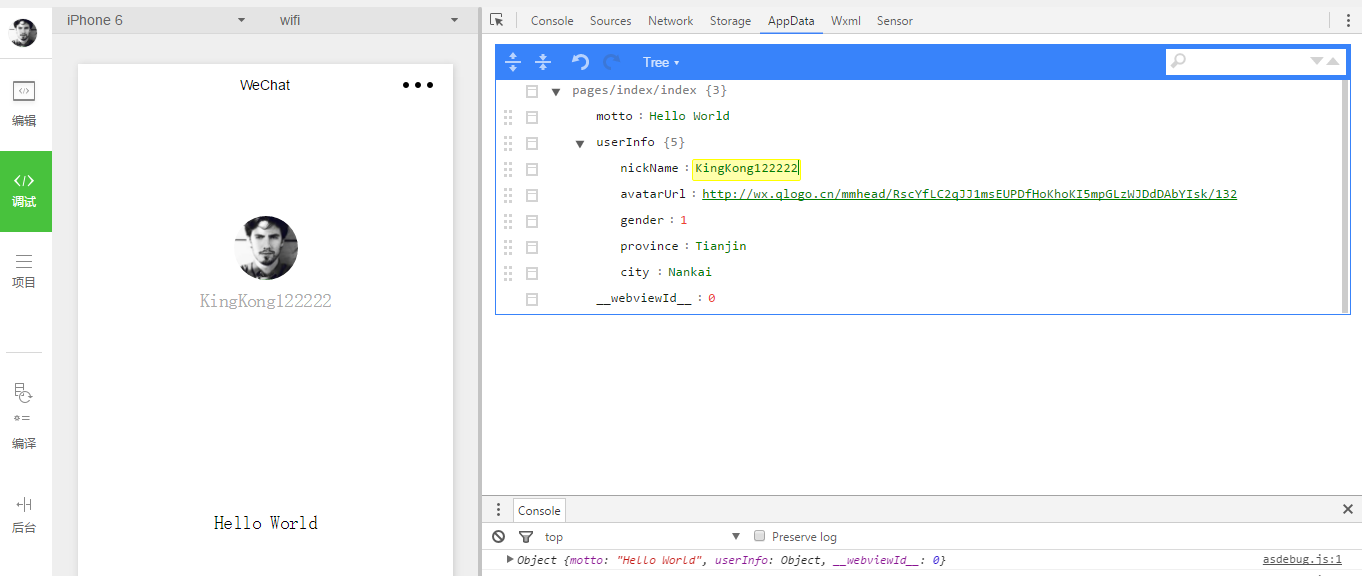 iPhone 6 wifi
Console Sources Network Storage AppData Wxml Sensor
编辑
调试
项目
编译
后台
WeChat
KingKong122222
Hello World
Tree
pages/index/index {3}
motto : Hello World
userInfo {5}
nickName : KingKong122222
avatarUrl : http://wx.qlogo.cn/mmhead/RscYfLC2qJJ1msEUPDfHoKhoKI5mpGLzWJDdDAbYIsk/132
gender : 1
province : Tianjin
city : Nankai
__webviewId__ : 0
Console
top Preserve log
Object {motto: "Hello World", userInfo: Object, __webviewId__: 0} asdebug.js:1